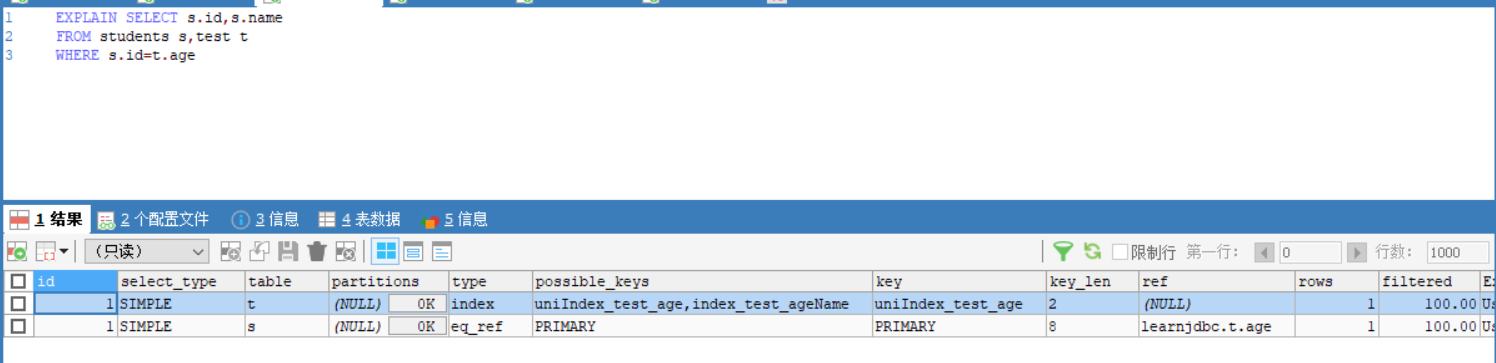 1 EXPLAIN SELECT s.id,s.name
2 FROM students s,test t
3 WHERE s.id=t.age
1 结果 2 个配置文件 3 信息 4 表数据 5 信息
（只读） 限制行 第一行： 0 行数： 1000
id select_type table partitions type possible_keys key key_len ref rows filtered
1 SIMPLE t (NULL) 0K index uniIndex_test_age,index_test_ageName uniIndex_test_age 2 (NULL) 1 100.00 Us
1 SIMPLE s (NULL) 0K eq_ref PRIMARY PRIMARY 8 learnjdbc.t.age 1 100.00 Us